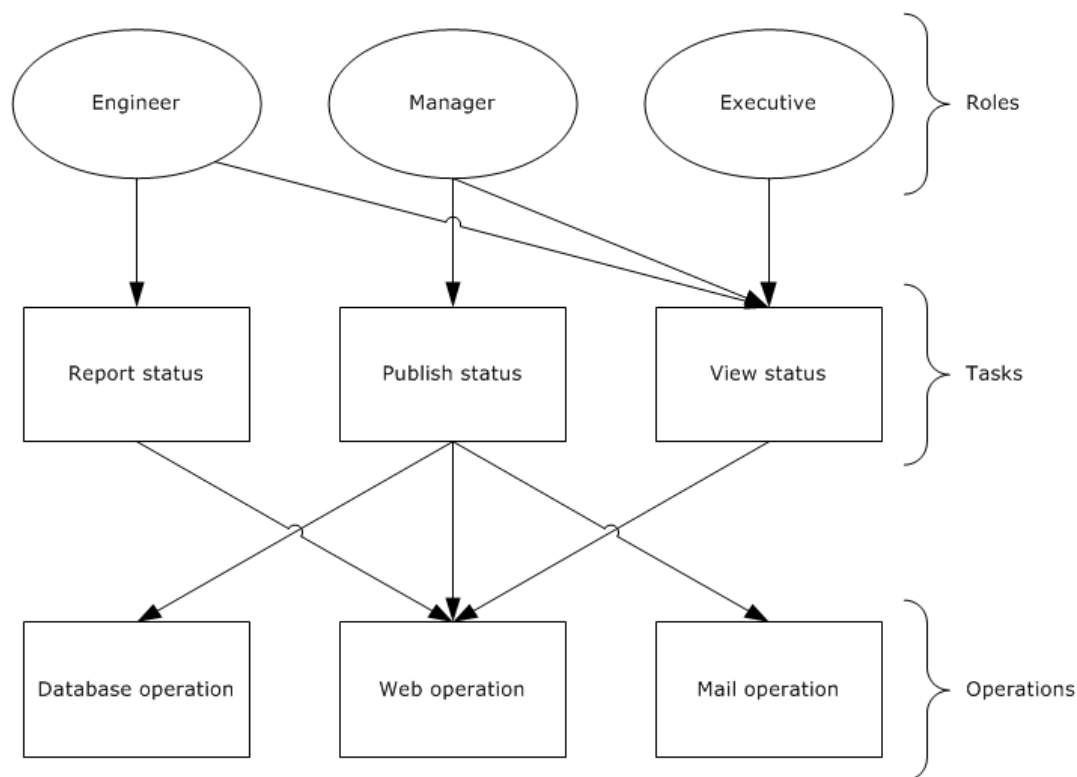 Engineer
Manager
Executive
Roles
Report status
Publish status
View status
Tasks
Database operation
Web operation
Mail operation
Operations